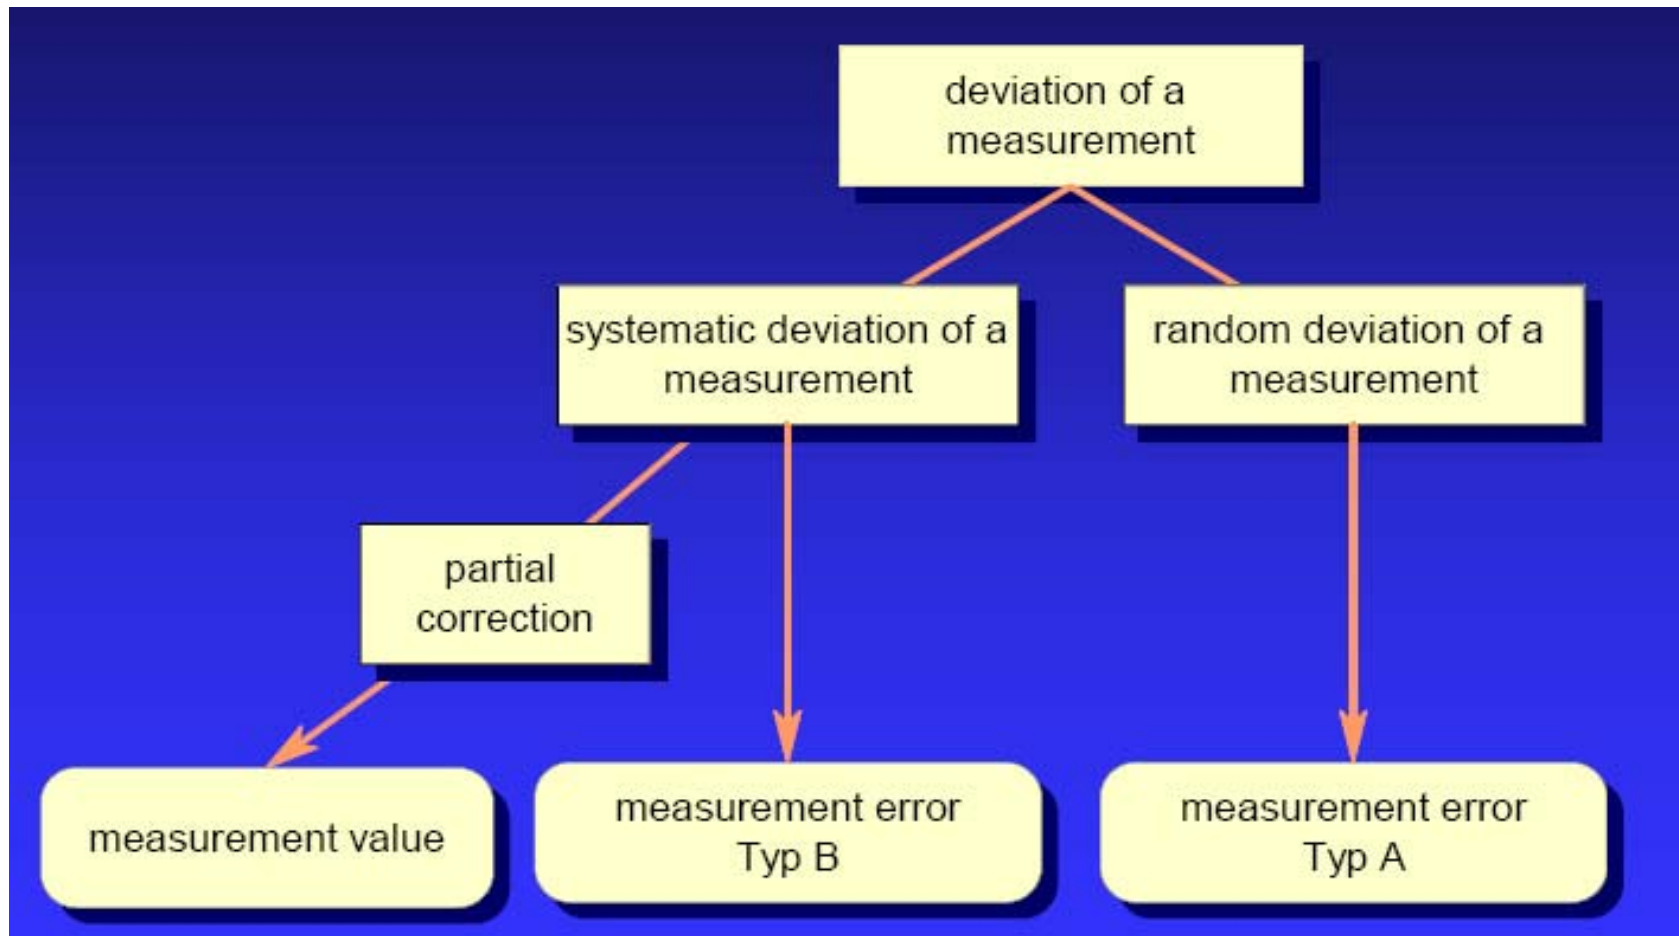 deviation of a
measurement
systematic deviation of a
measurement
random deviation of a
measurement
partial
correction
measurement value
measurement error
Typ B
measurement error
Typ A